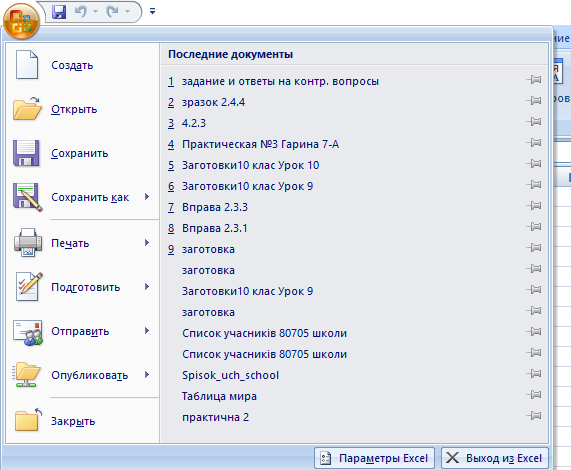 Создать
Открыть
Сохранить
Сохранить как
Печать
Подготовить
Отправить
Опубликовать
Закрыть
Последние документы
1 задание и ответы на контр. вопросы
2 зразок 2.4.4
3 4.2.3
4 Практическая №3 Гарина 7-А
5 Заготовки10 клас Урок 10
6 Заготовки10 клас Урок 9
7 Вправа 2.3.3
8 Вправа 2.3.1
9 заготовка
заготовка
Заготовки10 клас Урок 9
заготовка
Список учасників 80705 школи
Список учасників 80705 школи
Spisok_uch_school
Таблица мира
практична 2
Параметры Excel
Выход из Excel